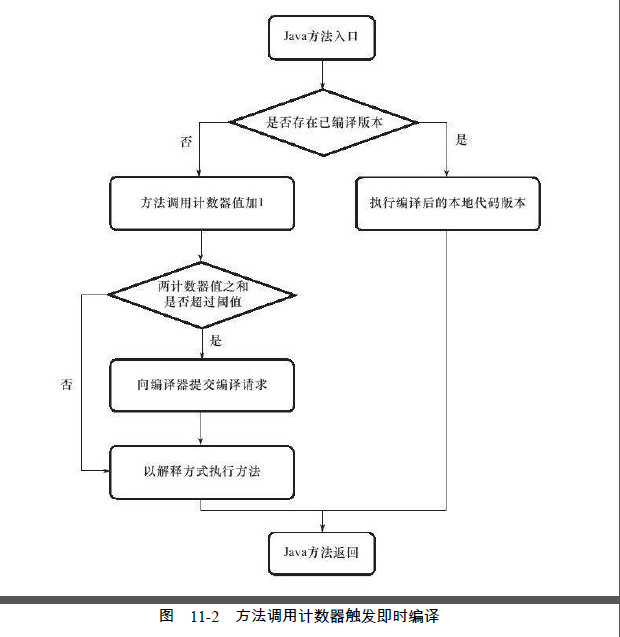 Java方法入口
是否存在已编译版本
否
是
方法调用计数器值加1
执行编译后的本地代码版本
两计数器值之和
是否超过阈值
是
否
向编译器提交编译请求
以解释方式执行方法
Java方法返回
图 11-2 方法调用计数器触发即时编译